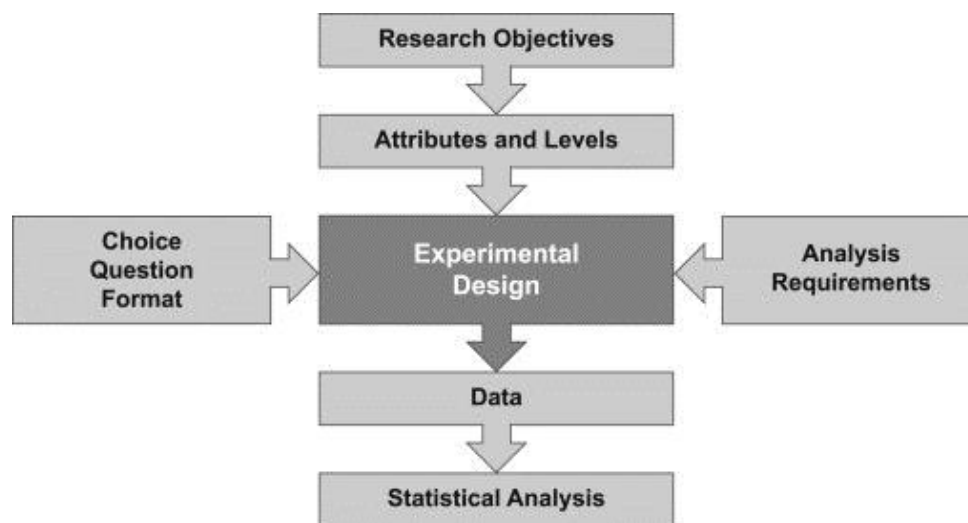 Research Objectives
Attributes and Levels
Choice
Question
Format
Experimental
Design
Analysis
Requirements
Data
Statistical Analysis